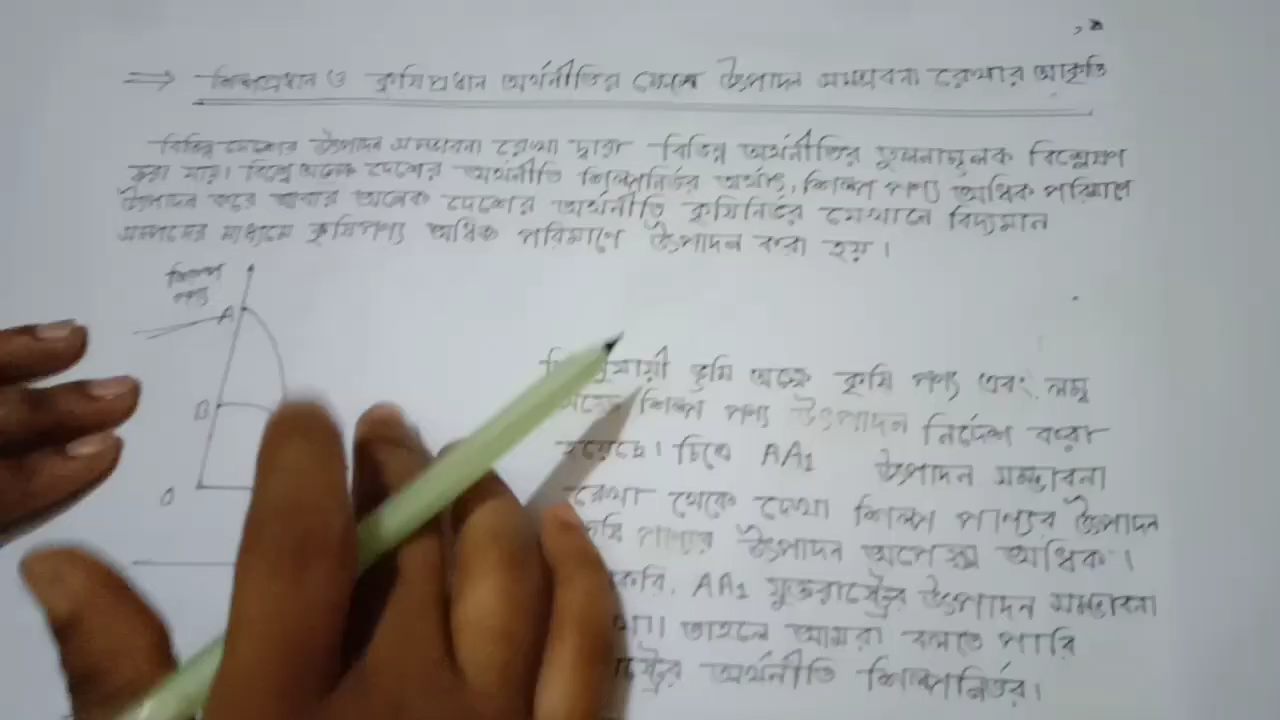 ⇒ শিল্পপ্রধান ও কৃষিপ্রধান অর্থনীতির ক্ষেত্রে উৎপাদন সম্ভাবনা রেখার আকৃতি
বিভিন্ন দেশের উৎপাদন সম্ভাবনা রেখা দ্বারা বিভিন্ন অর্থনীতির তুলনামূলক বিশ্লেষণ
করা যায়। বিশ্বে অনেক দেশের অর্থনীতি শিল্পনির্ভর অর্থাৎ, শিল্প পণ্য অধিক পরিমাণে
উৎপাদন করে আবার অনেক দেশের অর্থনীতি কৃষিনির্ভর যেখানে বিদ্যমান
সম্পদের মাধ্যমে কৃষিপণ্য অধিক পরিমাণে উৎপাদন করা হয়।
শিল্প
পণ্য
A
B
O
ভূমি অক্ষে কৃষি পণ্য এবং লম্ব
অক্ষে শিল্প পণ্য উৎপাদন নির্দেশ করা
হয়েছে। চিত্রে AA1 উৎপাদন সম্ভাবনা
রেখা থেকে দেখা শিল্প পণ্যের উৎপাদন
কৃষি পণ্যের উৎপাদন অপেক্ষা অধিক।
করি, AA1 যুক্তরাষ্ট্রের উৎপাদন সম্ভাবনা
তাহলে আমরা বলতে পারি
অর্থনীতি শিল্পনির্ভর।